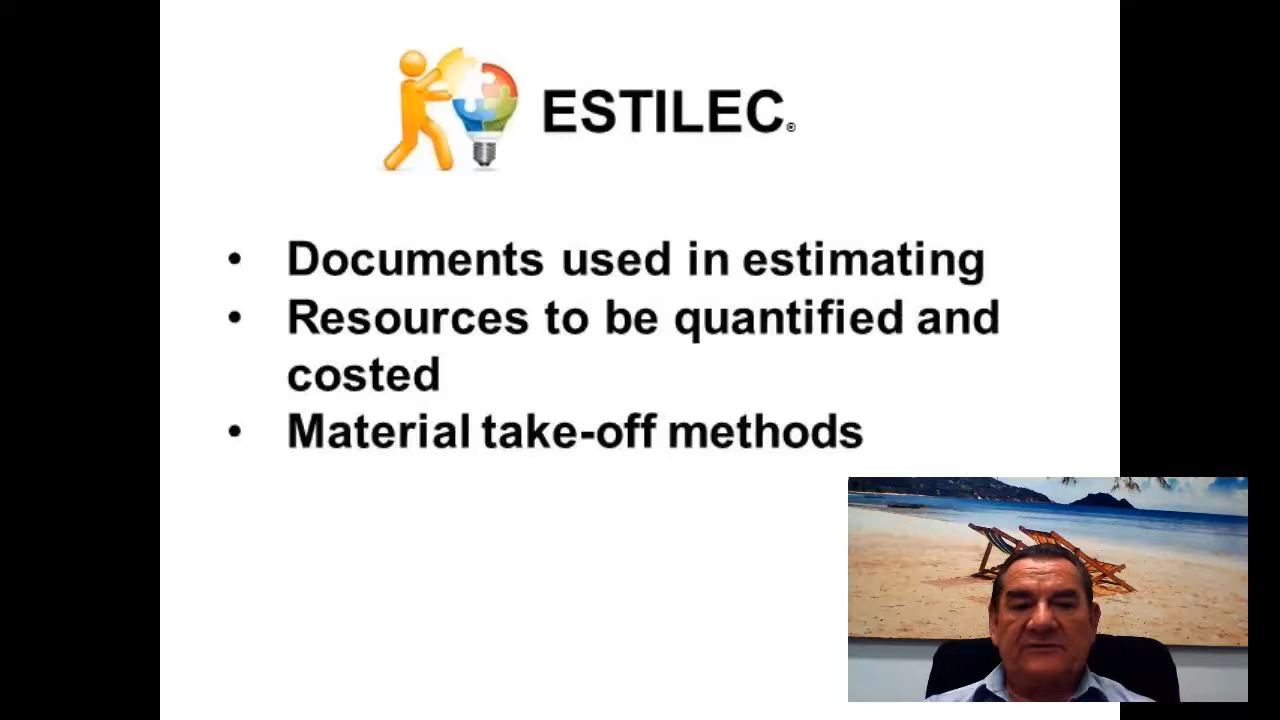 ESTILEC®
• Documents used in estimating
• Resources to be quantified and
costed
• Material take-off methods